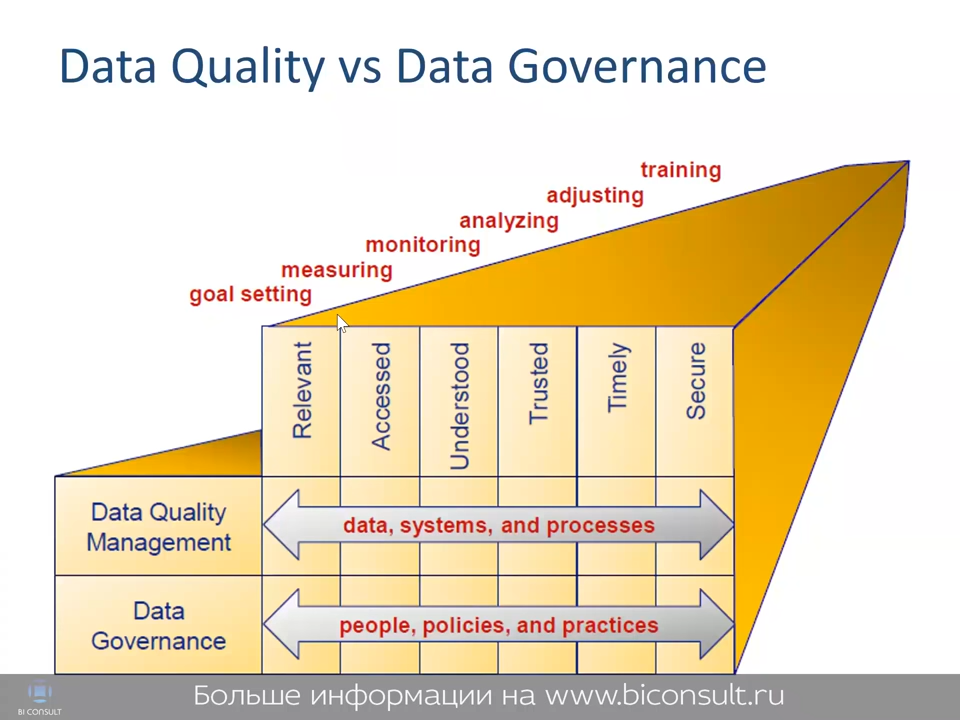 Data Quality vs Data Governance
training
adjusting
analyzing
monitoring
measuring
goal setting
Relevant
Accessed
Understood
Trusted
Timely
Secure
Data Quality
Management
data, systems, and processes
Data
Governance
people, policies, and practices
Больше информации на www.biconsult.ru
BI CONSULT